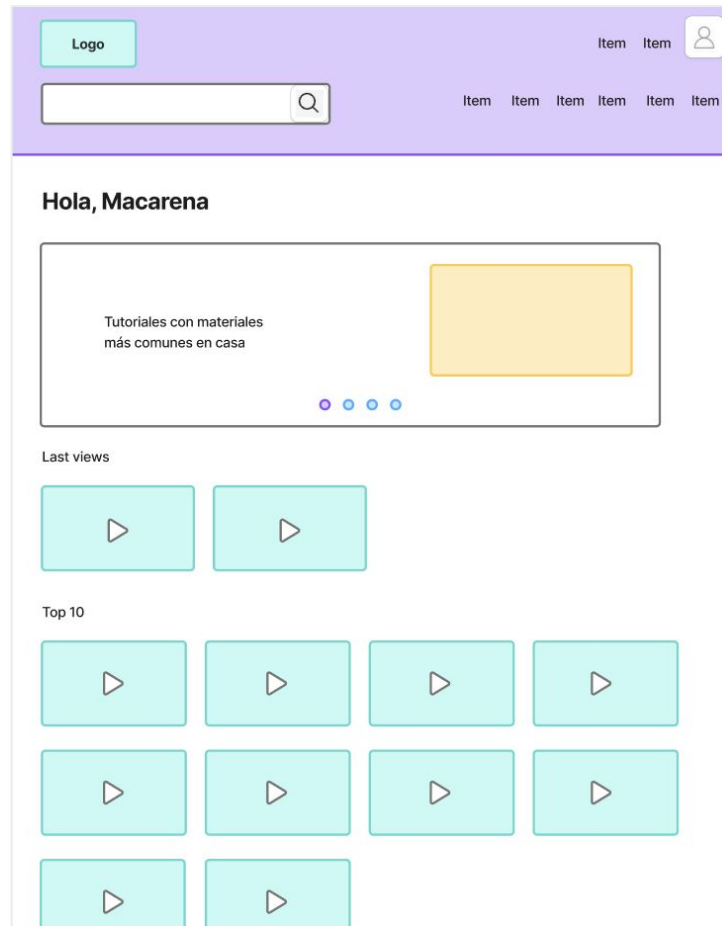 Logo
Item Item
Item Item Item Item Item Item
Hola, Macarena
Tutoriales con materiales
más comunes en casa
Last views
Top 10